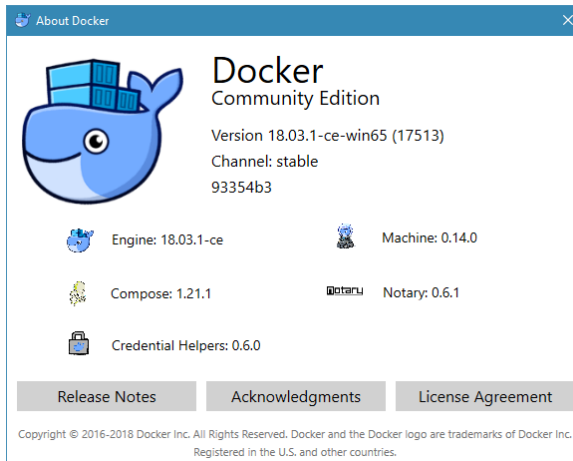 About Docker
Docker
Community Edition
Version 18.03.1-ce-win65 (17513)
Channel: stable
93354b3
Engine: 18.03.1-ce
Machine: 0.14.0
Compose: 1.21.1
notary
Notary: 0.6.1
Credential Helpers: 0.6.0
Release Notes
Acknowledgments
License Agreement
Copyright © 2016-2018 Docker Inc. All Rights Reserved. Docker and the Docker logo are trademarks of Docker Inc.
Registered in the U.S. and other countries.